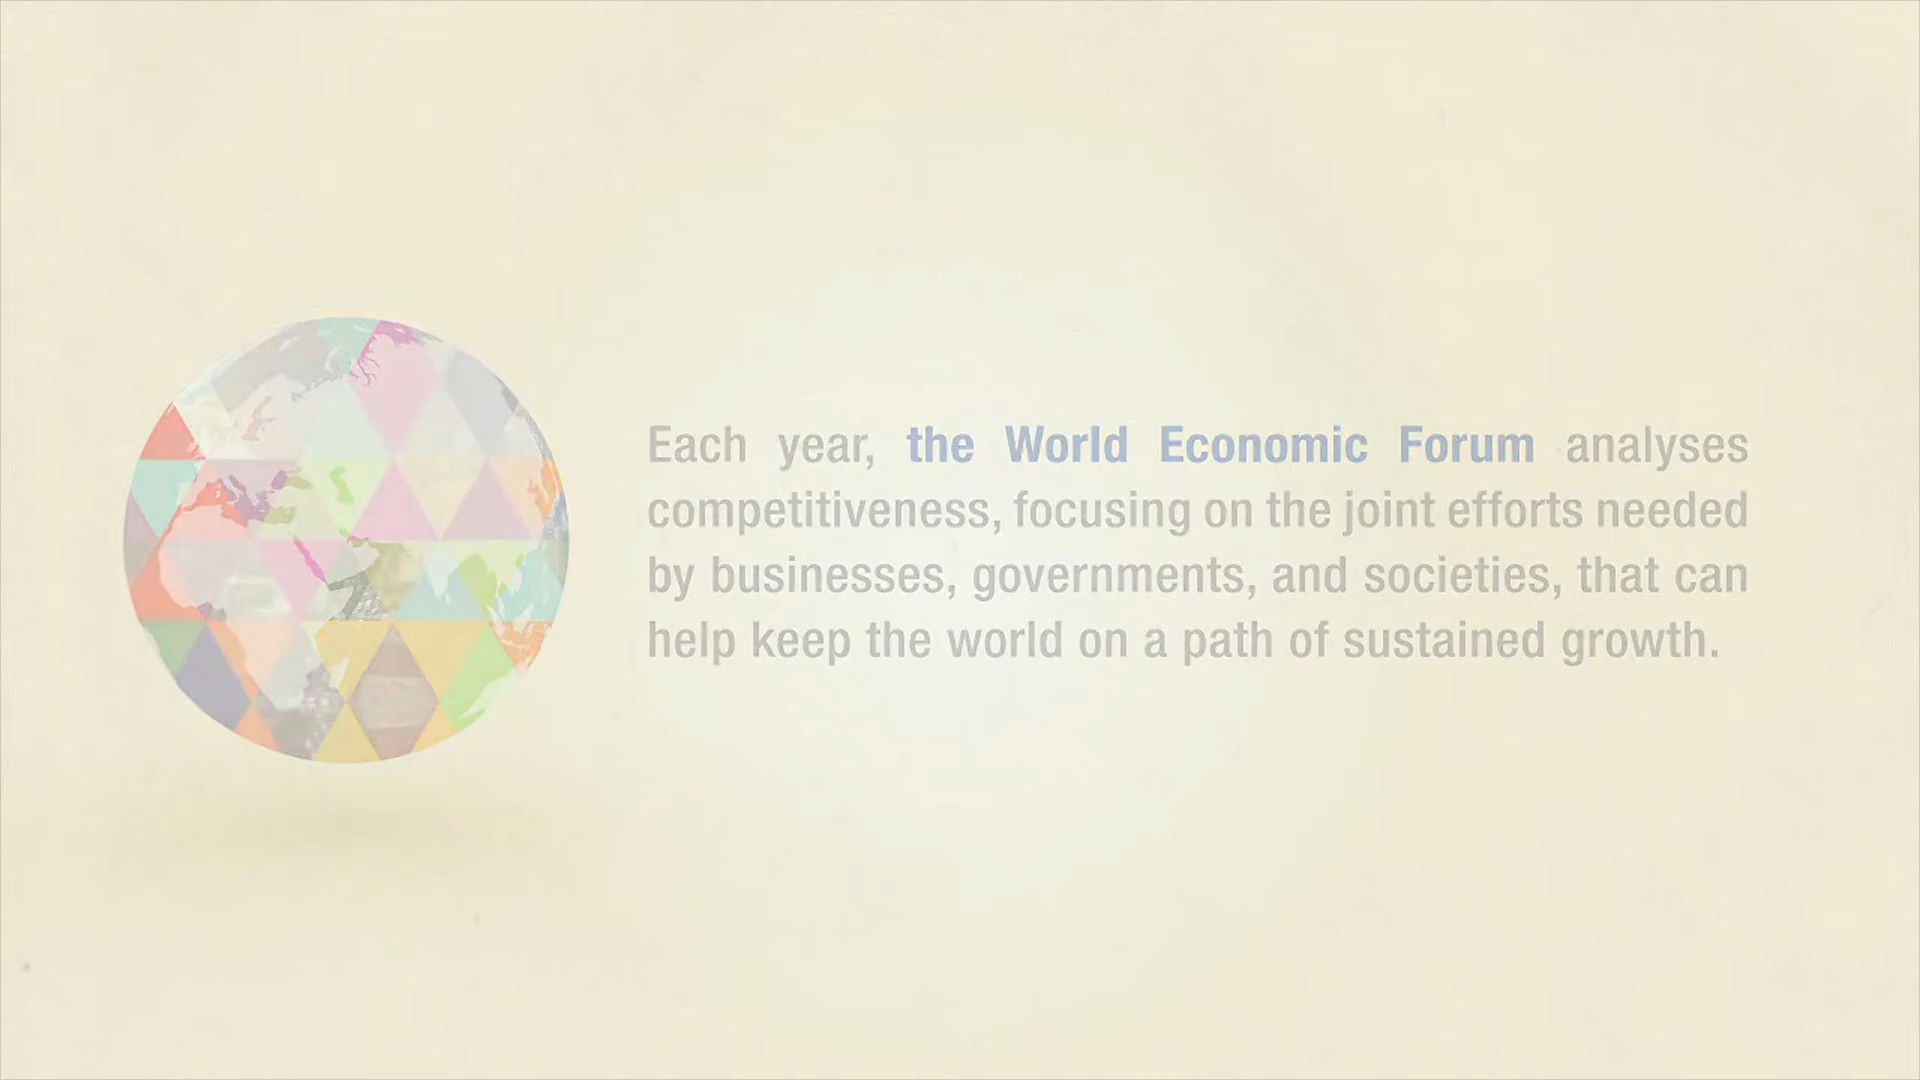 Each year, the World Economic Forum analyses
competitiveness, focusing on the joint efforts needed
by businesses, governments, and societies, that can
help keep the world on a path of sustained growth.